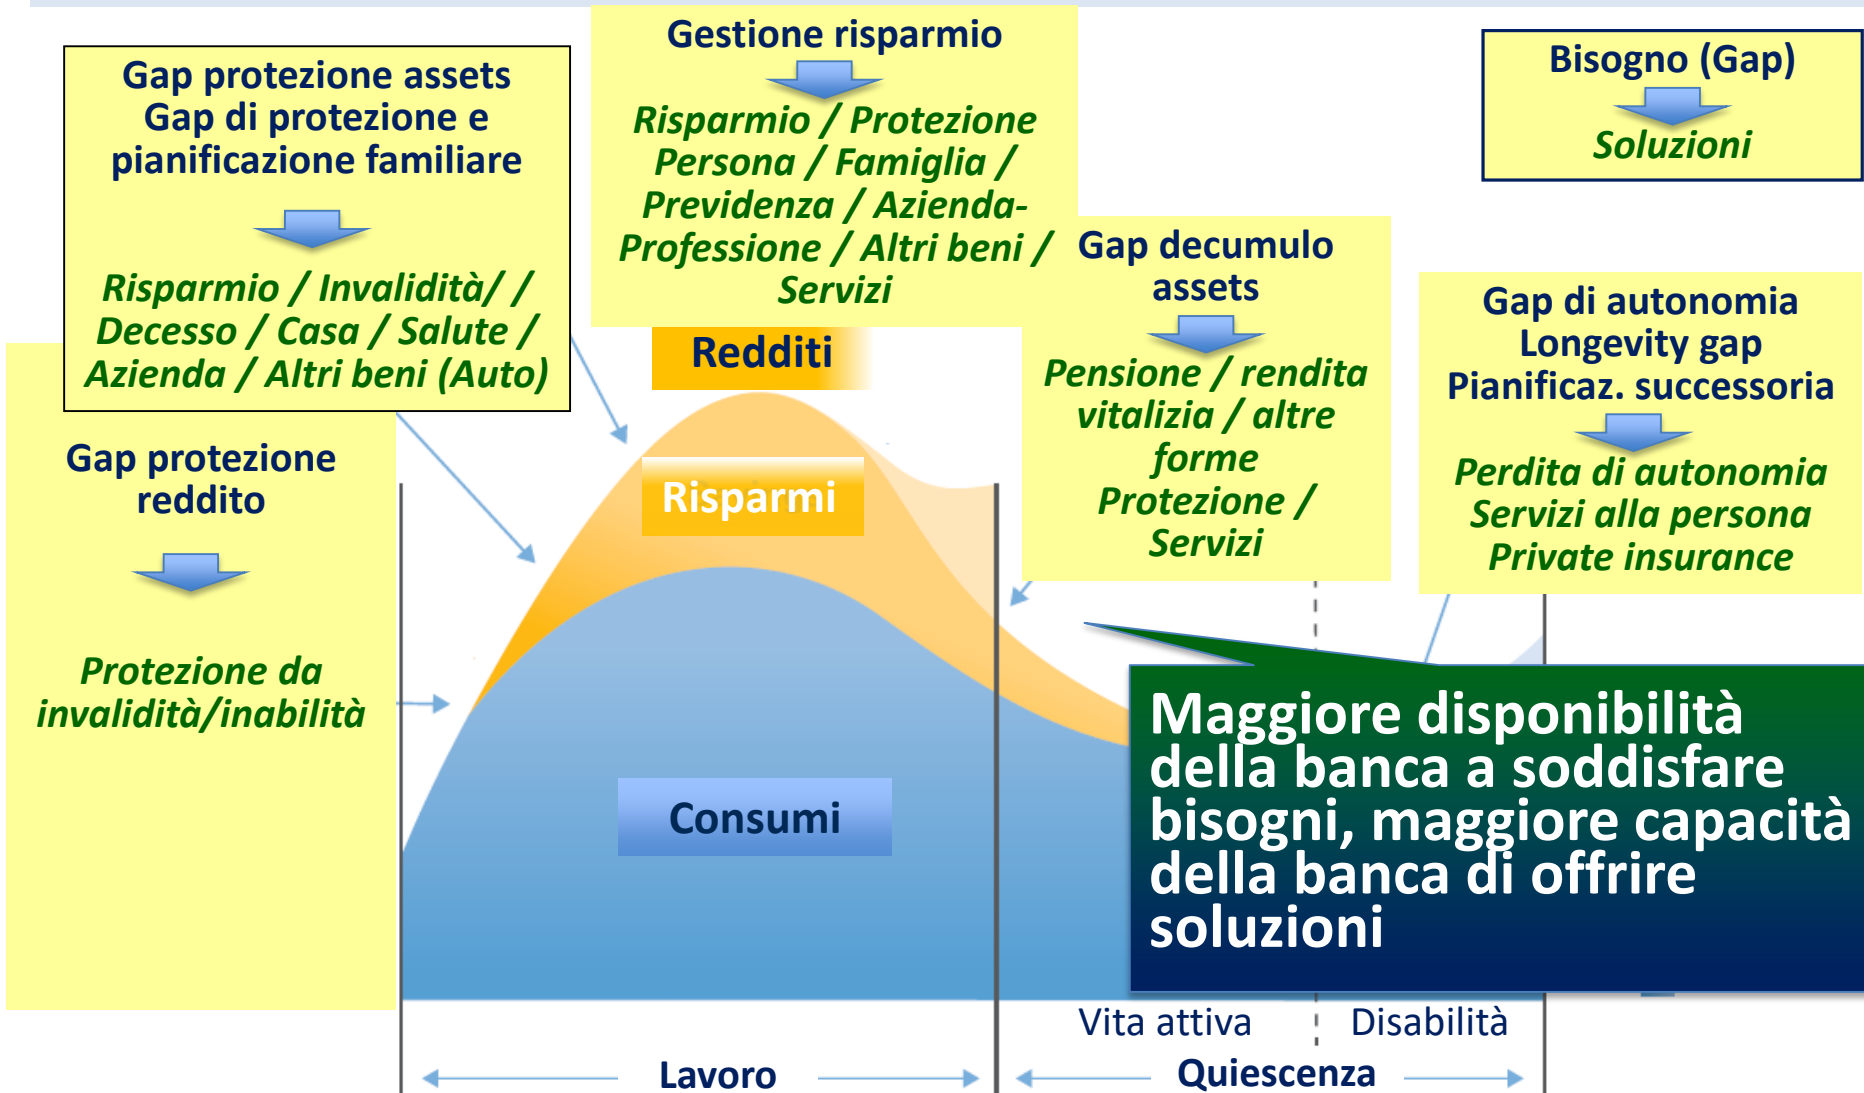 Gap protezione assets
Gap di protezione e
pianificazione familiare
Risparmio / Invalidità/ /
Decesso / Casa / Salute /
Azienda / Altri beni (Auto)
Gestione risparmio
Risparmio / Protezione
Persona / Famiglia /
Previdenza / Azienda-
Professione / Altri beni /
Servizi
Bisogno (Gap)
Soluzioni
Gap decumulo
assets
Pensione / rendita
vitalizia / altre
forme
Protezione /
Servizi
Gap di autonomia
Longevity gap
Pianificaz. successoria
Perdita di autonomia
Servizi alla persona
Private insurance
Gap protezione
reddito
Protezione da
invalidità/inabilità
Redditi
Risparmi
Consumi
Maggiore disponibilità
della banca a soddisfare
bisogni, maggiore capacità
della banca di offrire
soluzioni
Vita attiva
Disabilità
Lavoro
Quiescenza